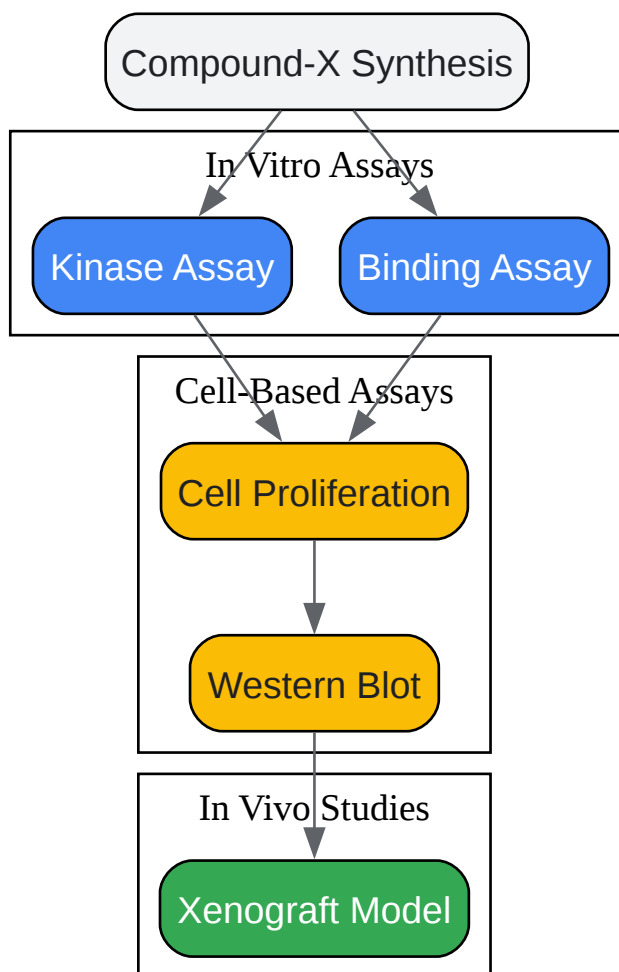 Compound-X Synthesis
In Vitro Assays
Kinase Assay
Binding Assay
Cell-Based Assays
Cell Proliferation
Western Blot
In Vivo Studies
Xenograft Model